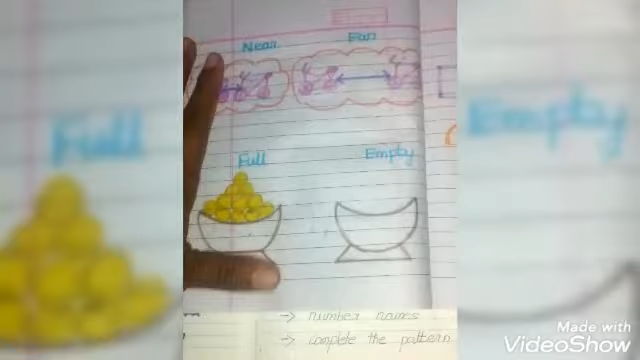 Near Far
Full Empty
Full Empty
→ number names
→ complete the pattern
Made with
VideoShow